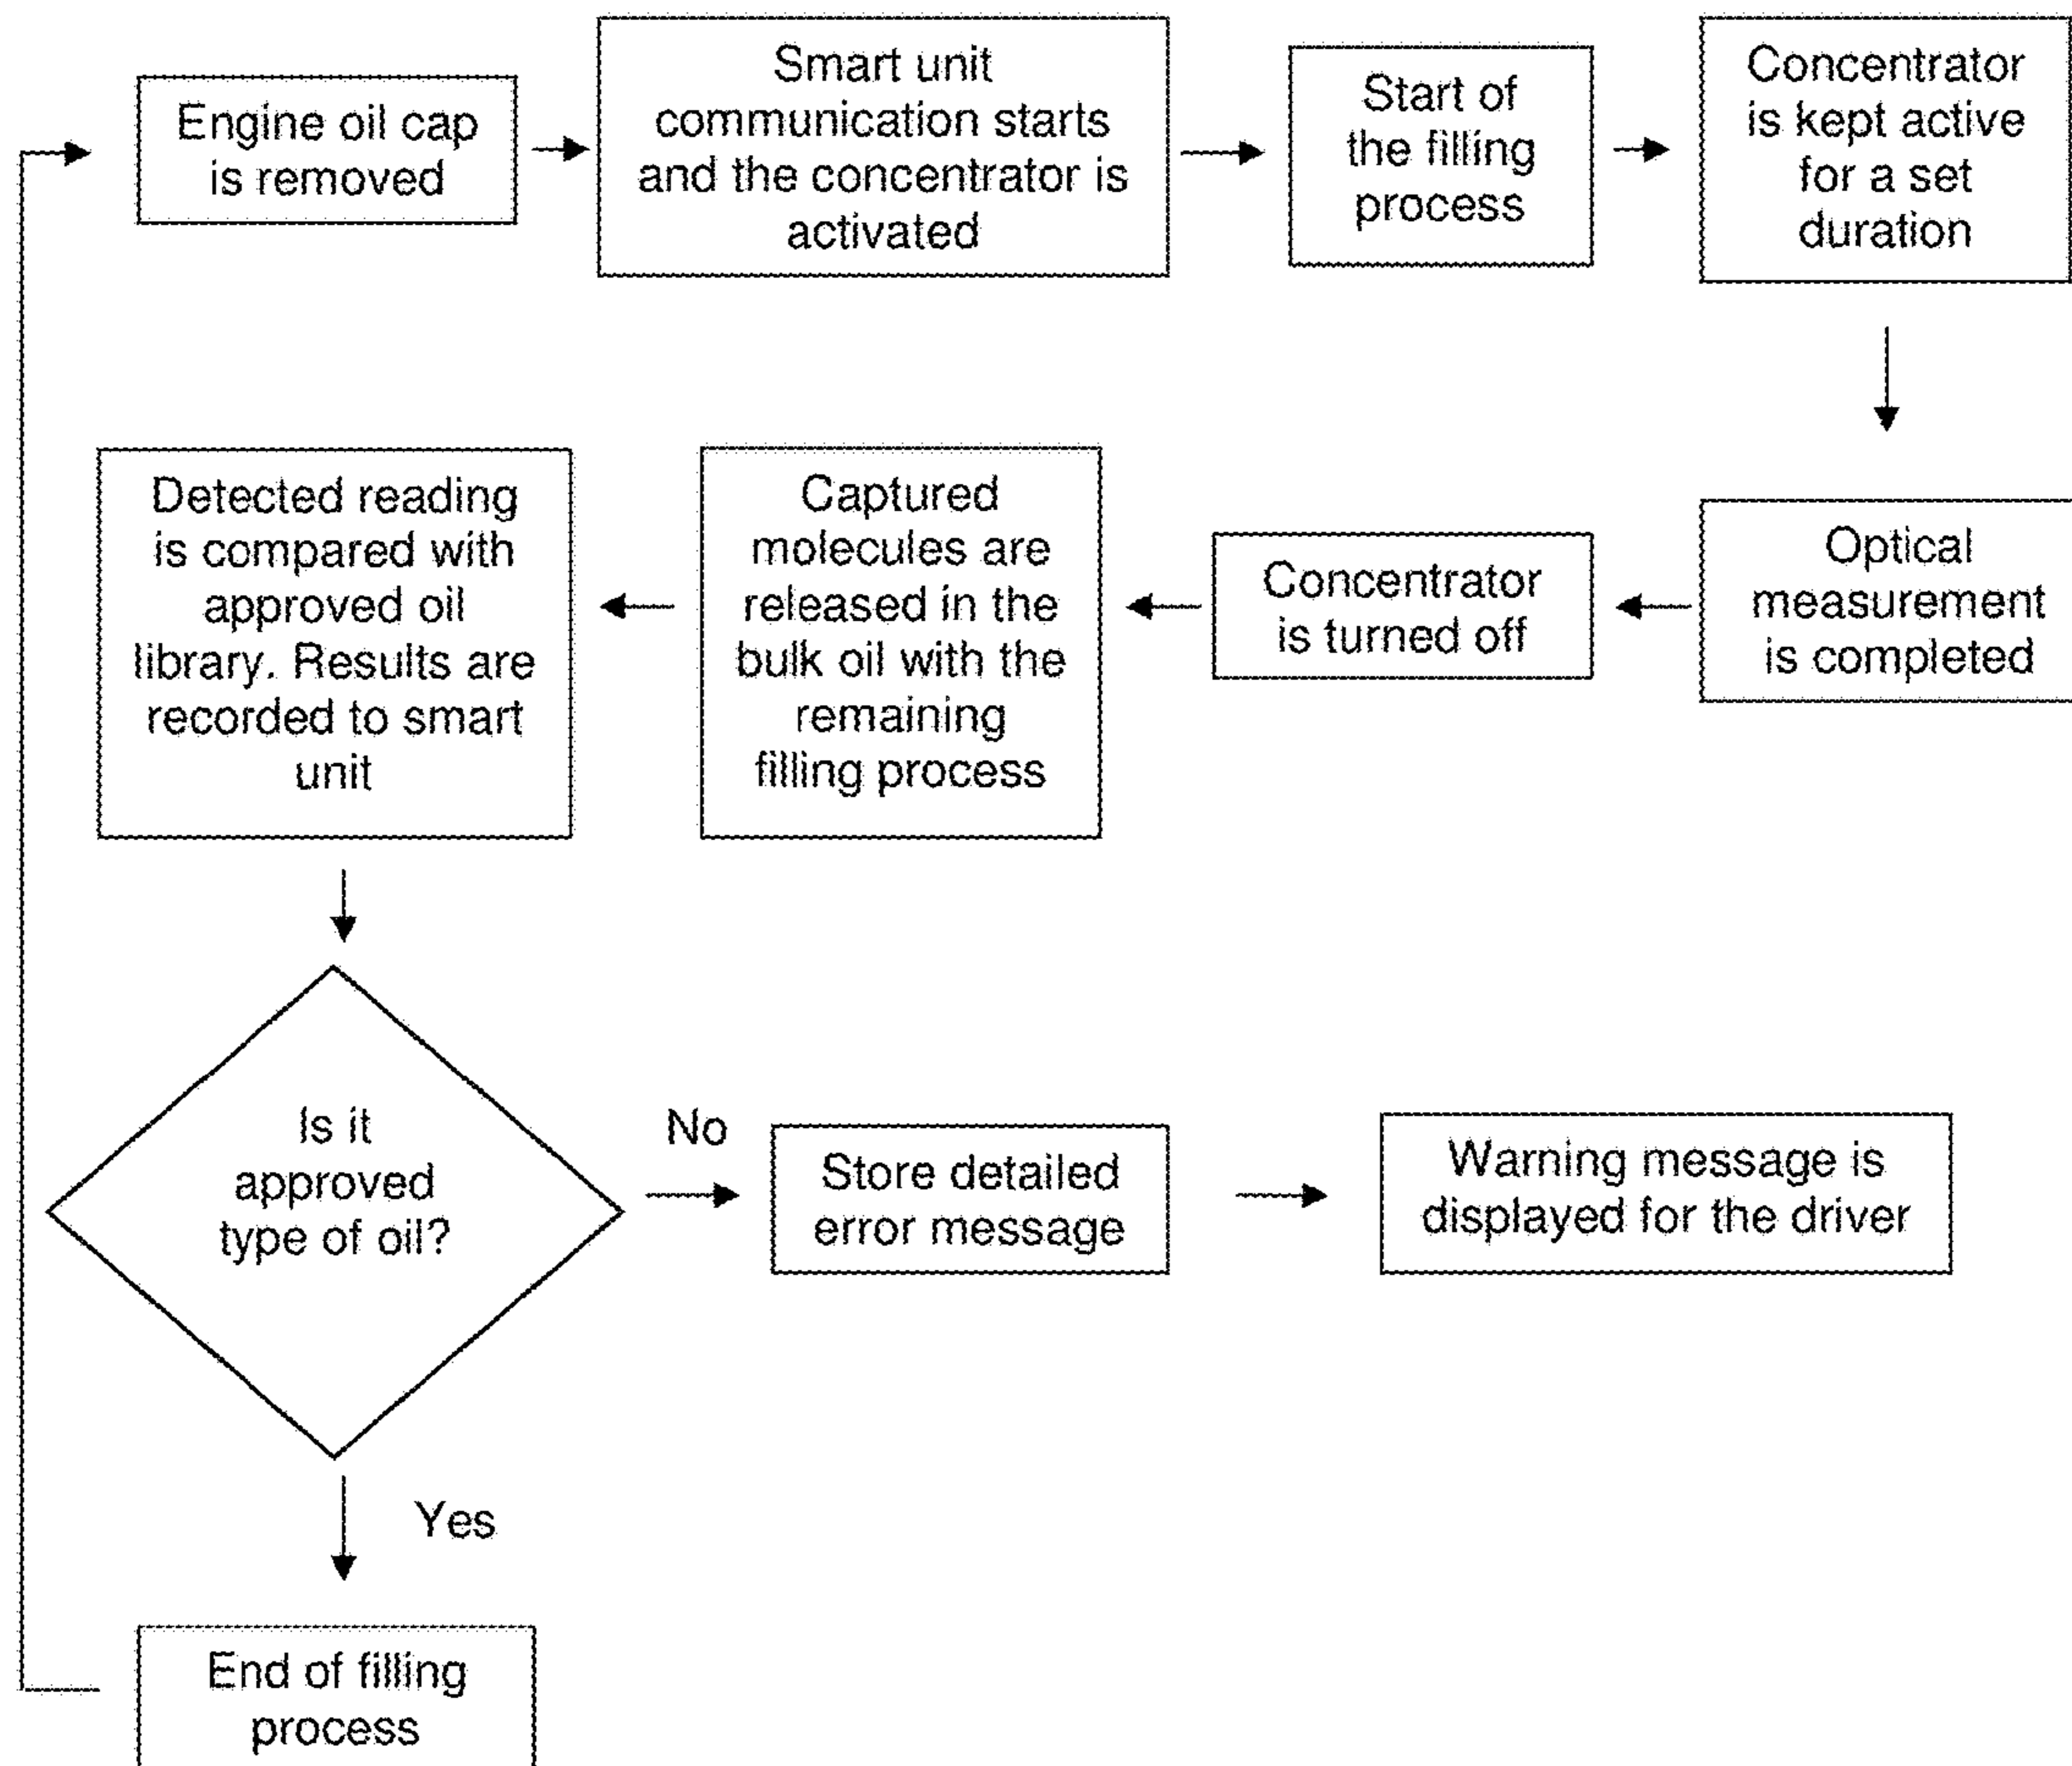 Engine oil cap
is removed
Smart unit
communication starts
and the concentrator is
activated
Start of
the filling
process
Concentrator
is kept active
for a set
duration
Optical
measurement
is completed
Concentrator
is turned off
Captured
molecules are
released in the
bulk oil with the
remaining
filling process
Detected reading
is compared with
approved oil
library. Results are
recorded to smart
unit
Is it
approved
type of oil?
No
Store detailed
error message
Warning message is
displayed for the driver
Yes
End of filling
process